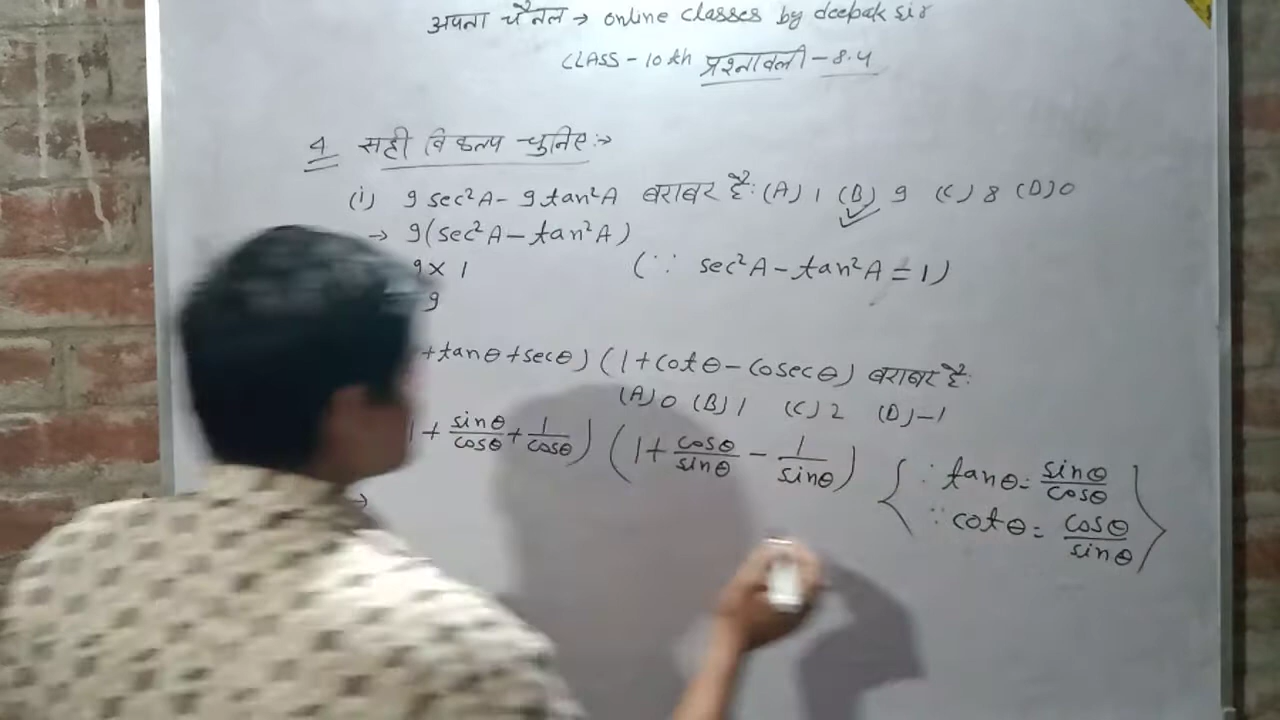 अपना चैनल → online classes by deepak sir
CLASS - 10th प्रश्नावली - 8.4
4 सही विकल्प चुनिए :→
(i) 9 sec²A - 9 tan²A बराबर है: (A) 1 (B) 9 (C) 8 (D) 0
→ 9(sec²A - tan²A)
9 × 1 (∵ sec²A - tan²A = 1)
9
+ tanθ + secθ) (1 + cotθ - cosecθ) बराबर है:
(A) 0 (B) 1 (C) 2 (D) -1
1 + sinθ/cosθ + 1/cosθ) (1 + cosθ/sinθ - 1/sinθ) { ∵ tanθ = sinθ/cosθ
∵ cotθ = cosθ/sinθ }
→